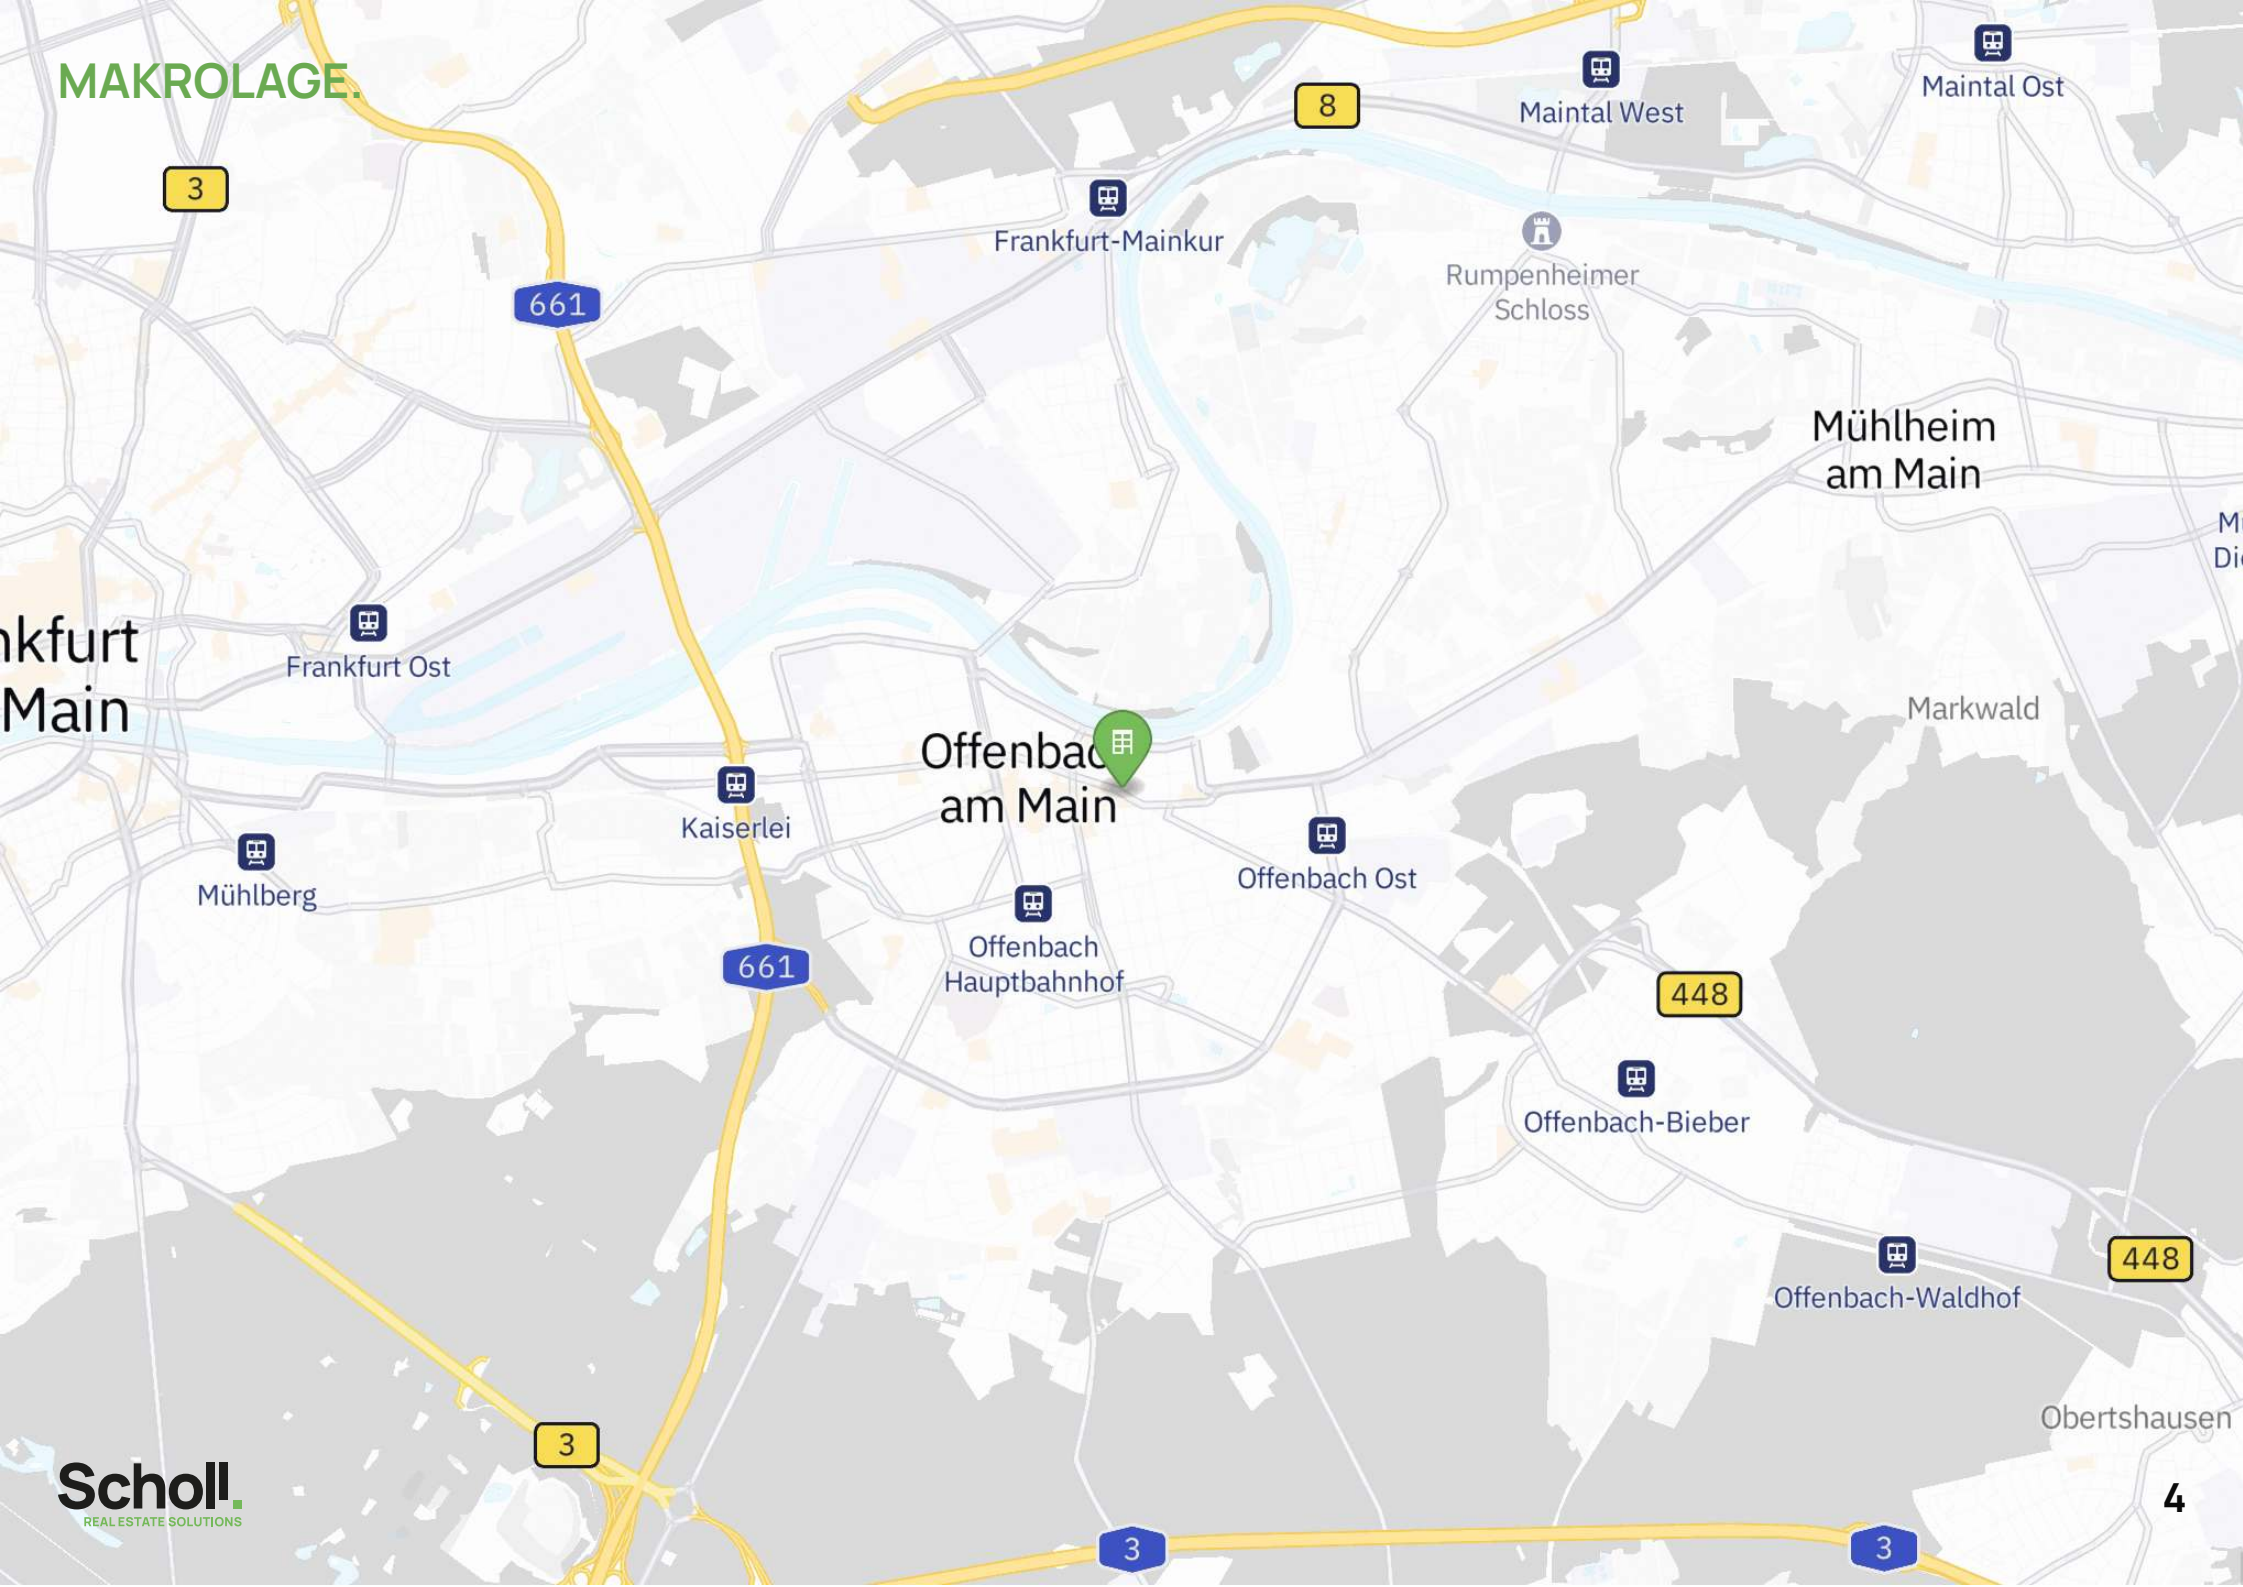 MAKROLAGE.
Maintal Ost
Maintal West
8
3
Frankfurt-Mainkur
Rumpenheimer
Schloss
661
Mühlheim
am Main
Frankfurt Ost
Main
Markwald
Offenbac
am Main
Kaiserlei
Mühlberg
Offenbach Ost
Offenbach
Hauptbahnhof
661
448
Offenbach-Bieber
448
Offenbach-Waldhof
Obertshausen
3
Scholl.
REAL ESTATE SOLUTIONS
4
3
3